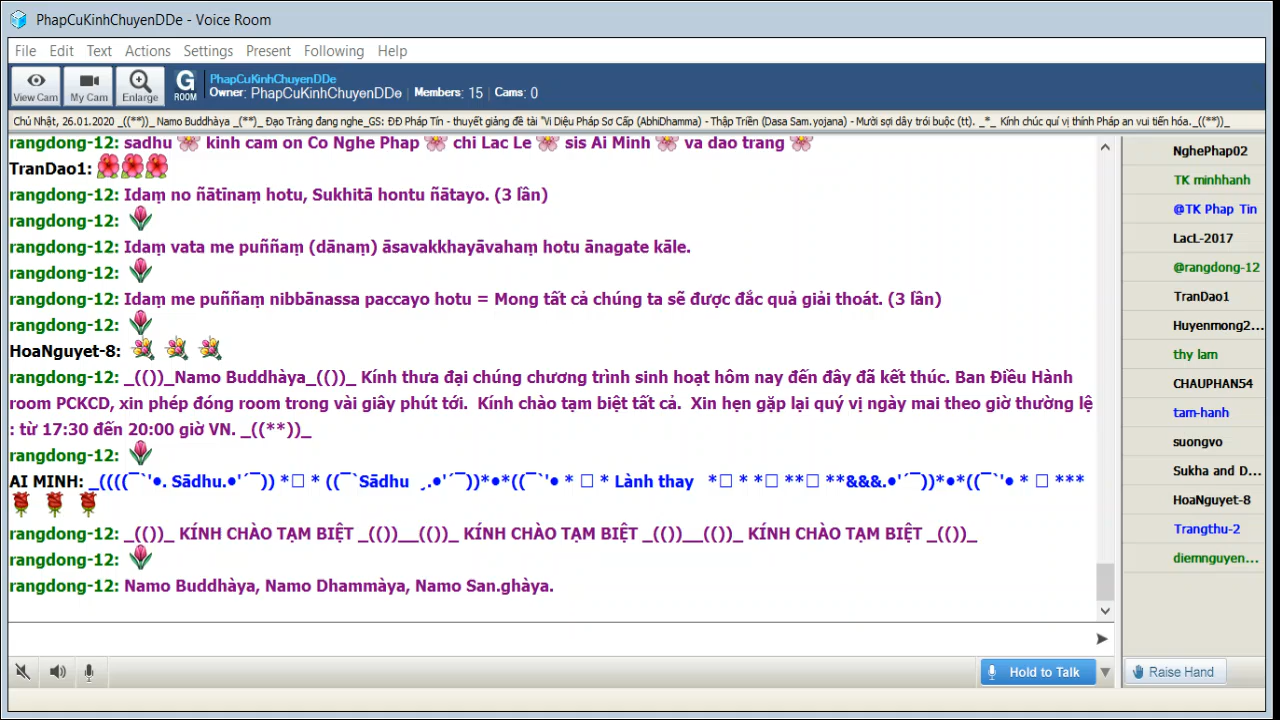 PhapCuKinhChuyenDDe - Voice Room
File Edit Text Actions Settings Present Following Help
View Cam My Cam Enlarge G ROOM
PhapCuKinhChuyenDDe
Owner: PhapCuKinhChuyenDDe Members: 15 Cams: 0
Chủ Nhật, 26.01.2020 _((**))_ Namo Buddhàya _(**)_ Đạo Tràng đang nghe_GS: ĐĐ Pháp Tín - thuyết giảng đề tài "Vi Diệu Pháp Sơ Cấp (AbhiDhamma) - Thập Triền (Dasa Sam.yojana) - Mười sợi dây trói buộc (tt). _*_ Kính chúc quí vị thính Pháp an vui tiến hóa._((**))_
rangdong-12: sadhu kinh cam on Co Nghe Phap chi Lac Le sis Ai Minh va dao trang
TranDao1:
rangdong-12: Idaṃ no ñātīnaṃ hotu, Sukhitā hontu ñātayo. (3 lần)
rangdong-12:
rangdong-12: Idaṃ vata me puññaṃ (dānaṃ) āsavakkhayāvahaṃ hotu ānagate kāle.
rangdong-12:
rangdong-12: Idaṃ me puññaṃ nibbānassa paccayo hotu = Mong tất cả chúng ta sẽ được đắc quả giải thoát. (3 lần)
rangdong-12:
HoaNguyet-8:
rangdong-12: _(())_Namo Buddhàya_(())_ Kính thưa đại chúng chương trình sinh hoạt hôm nay đến đây đã kết thúc. Ban Điều Hành
room PCKCD, xin phép đóng room trong vài giây phút tới. Kính chào tạm biệt tất cả. Xin hẹn gặp lại quý vị ngày mai theo giờ thường lệ
: từ 17:30 đến 20:00 giờ VN. _((**))_
rangdong-12:
AI MINH: _((((¯`'•. Sādhu.•'´¯)) *□ * ((¯`Sādhu ¸.•'´¯))*•*((¯`'• * □ * Lành thay *□ * *□ **□ **&&&.•'´¯))*•*((¯`'• * □ ***
rangdong-12: _(())_ KÍNH CHÀO TẠM BIỆT _(())__(())_ KÍNH CHÀO TẠM BIỆT _(())__(())_ KÍNH CHÀO TẠM BIỆT _(())_
rangdong-12:
rangdong-12: Namo Buddhàya, Namo Dhammàya, Namo San.ghàya.
NghePhap02
TK minhhanh
@TK Phap Tin
LacL-2017
@rangdong-12
TranDao1
Huyenmong2...
thy lam
CHAUPHAN54
tam-hanh
suongvo
Sukha and D...
HoaNguyet-8
Trangthu-2
diemnguyen...
Hold to Talk
Raise Hand